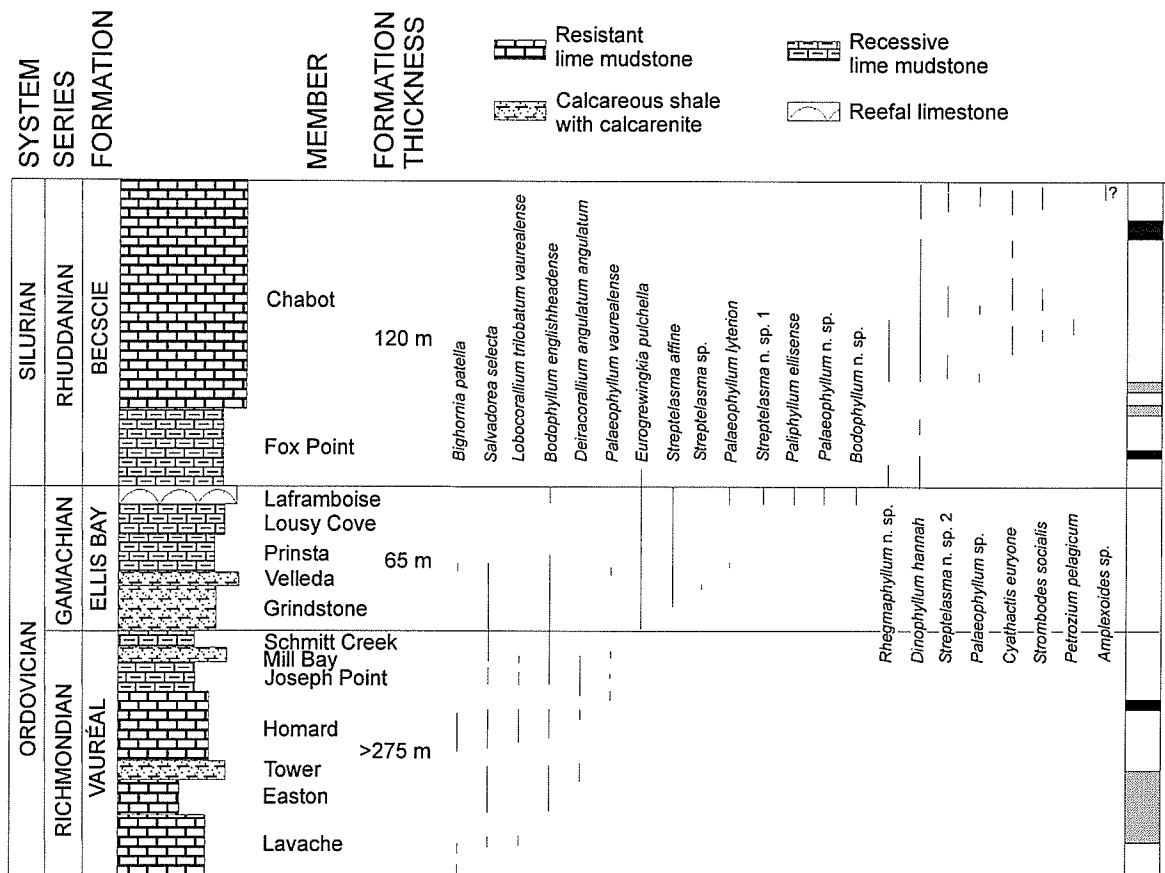 SYSTEM
SERIES
FORMATION
MEMBER
FORMATION
THICKNESS
Resistant
lime mudstone
Recessive
lime mudstone
Calcareous shale
with calcarenite
Reefal limestone
SILURIAN
RHUDDANIAN
BECSCIE
Chabot
120 m
Fox Point
ORDOVICIAN
GAMACHIAN
ELLIS BAY
Laframboise
Lousy Cove
Prinsta
65 m
Velleda
Grindstone
RICHMONDIAN
VAURÉAL
Schmitt Creek
Mill Bay
Joseph Point
Homard
>275 m
Tower
Easton
Lavache
Bighornia patella
Salvadorea selecta
Lobocorallium trilobatum vaurealense
Bodophyllum englishheadense
Deiracorallium angulatum angulatum
Palaeophyllum vaurealense
Eurogrewingkia pulchella
Streptelasma affine
Streptelasma sp.
Palaeophyllum lyterion
Streptelasma n. sp. 1
Paliphyllum ellisense
Palaeophyllum n. sp.
Bodophyllum n. sp.
Rhegmaphyllum n. sp.
Dinophyllum hannah
Streptelasma n. sp. 2
Palaeophyllum sp.
Cyathactis euryone
Strombodes socialis
Petrozium pelagicum
Amplexoides sp.
?